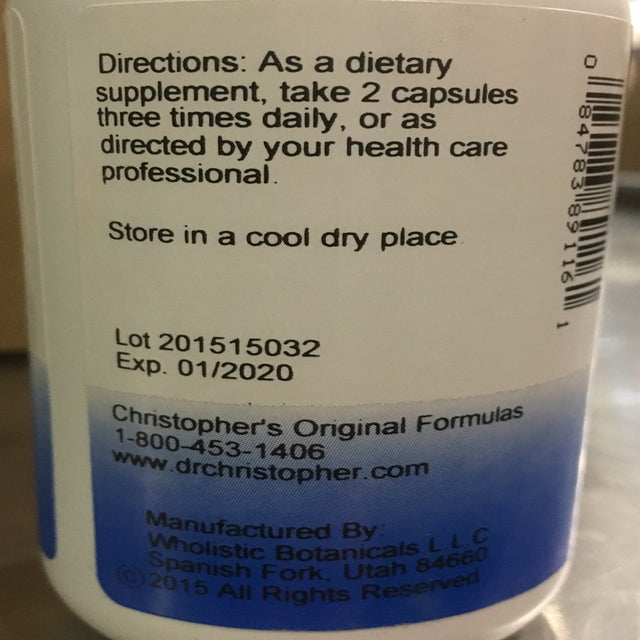 Directions: As a dietary
supplement, take 2 capsules
three times daily, or as
directed by your health care
professional.
Store in a cool dry place.
Lot 201515032
Exp. 01/2020
Christopher's Original Formulas
1-800-453-1406
www.drchristopher.com
Manufactured By:
Wholistic Botanicals L L C
Spanish Fork, Utah 84660
©2015 All Rights Reserved
0 84783 89116 1